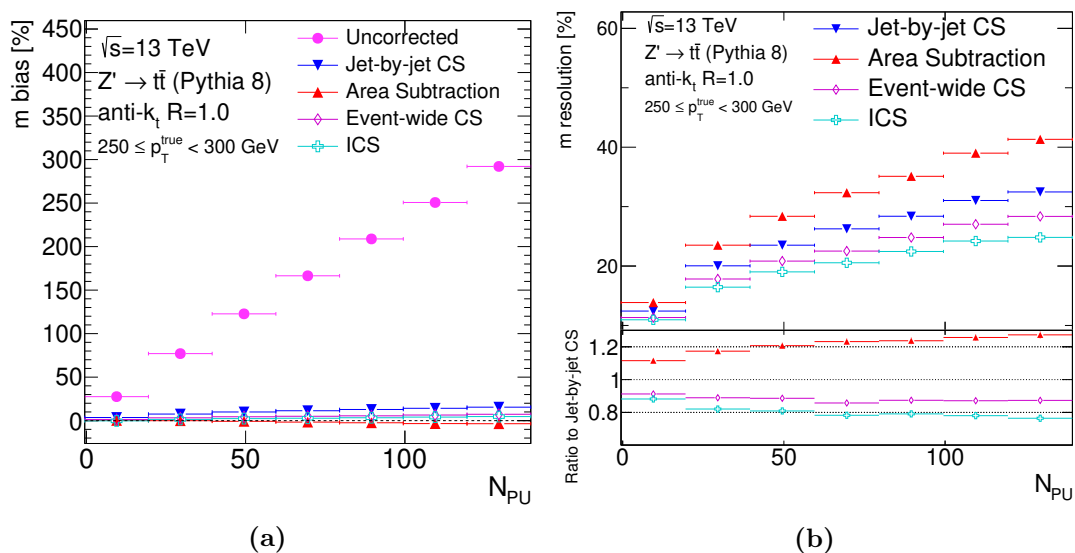 m bias [%]
450
400
350
300
250
200
150
100
50
0
√s=13 TeV
Z' → tt̄ (Pythia 8)
anti-kₜ R=1.0
250 ≤ p_T^true < 300 GeV
Uncorrected
Jet-by-jet CS
Area Subtraction
Event-wide CS
ICS
0 50 100
N_PU
(a)
m resolution [%]
60
40
20
√s=13 TeV
Z' → tt̄ (Pythia 8)
anti-kₜ R=1.0
250 ≤ p_T^true < 300 GeV
Jet-by-jet CS
Area Subtraction
Event-wide CS
ICS
Ratio to Jet-by-jet CS
1.2
1
0.8
0 50 100
N_PU
(b)